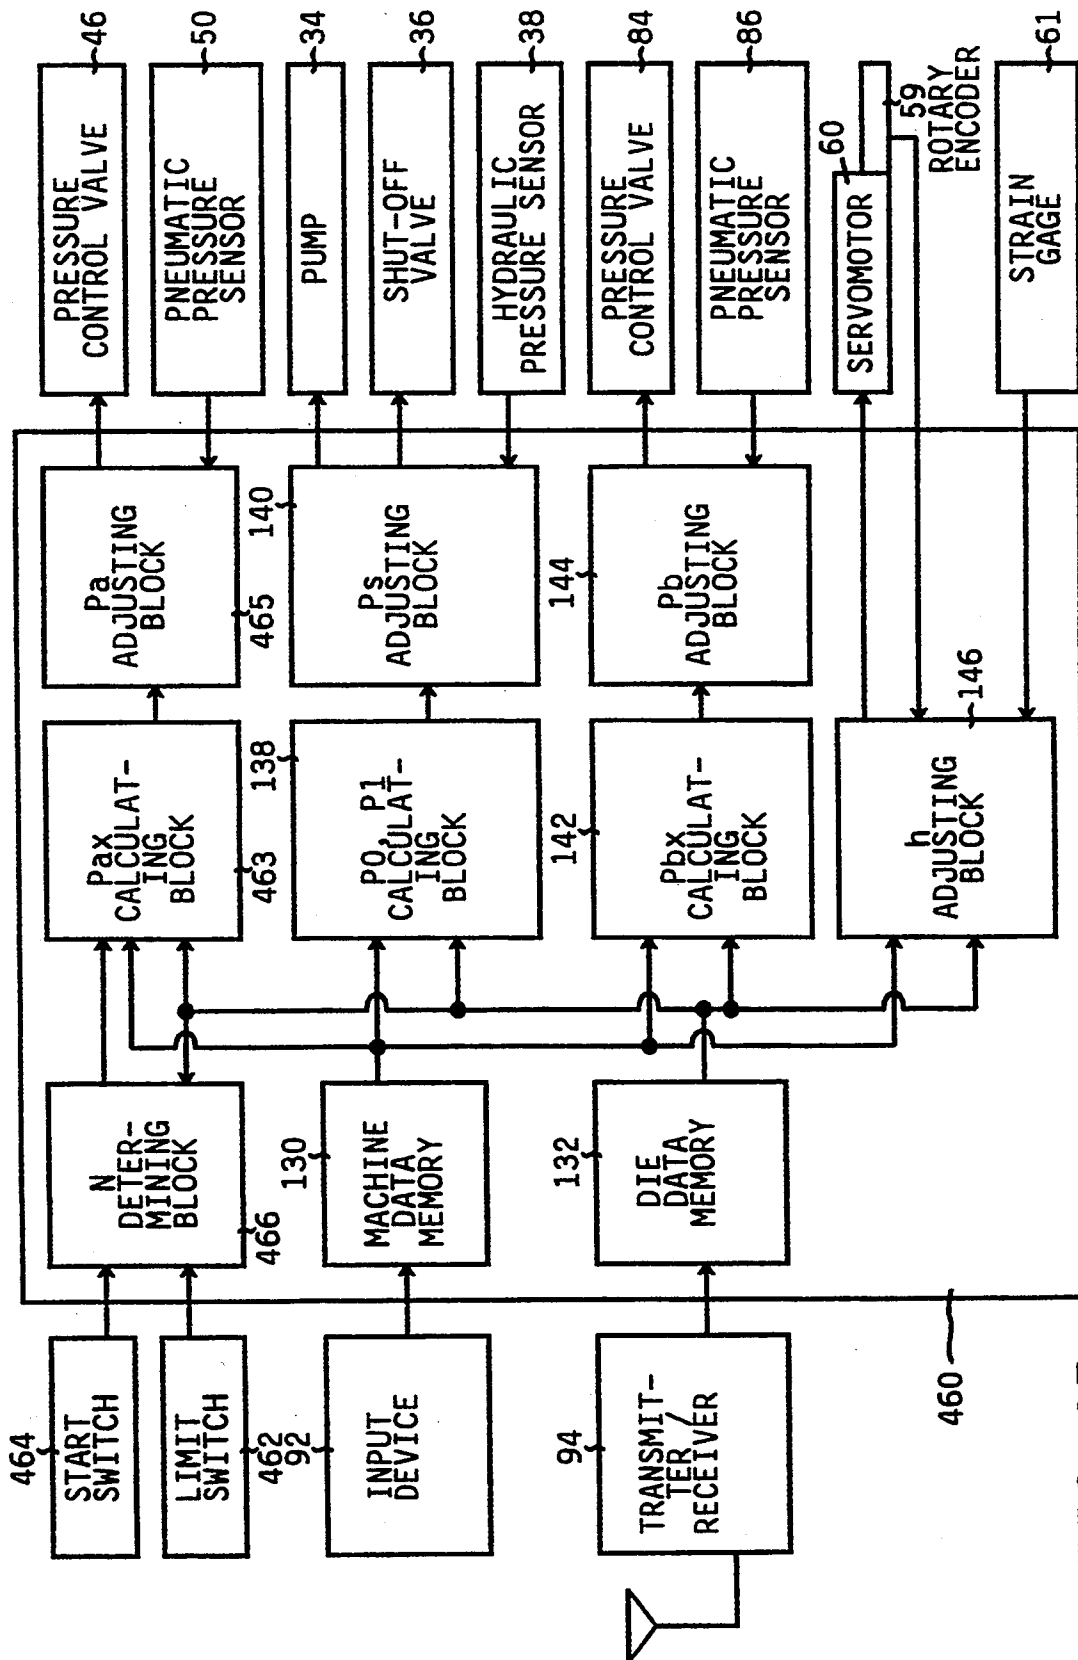 464
START
SWITCH
LIMIT
SWITCH
462
92
INPUT
DEVICE
94
TRANSMIT-
TER/
RECEIVER
460
N
DETER-
MINING
BLOCK
466
130
MACHINE
DATA
MEMORY
132
DIE
DATA
MEMORY
Pax
CALCULAT-
ING
BLOCK
463
138
P0, P1
CALCULAT-
ING
BLOCK
142
Pbx
CALCULAT-
ING
BLOCK
h
ADJUSTING
BLOCK
146
Pa
ADJUSTING
BLOCK
465
140
Ps
ADJUSTING
BLOCK
144
Pb
ADJUSTING
BLOCK
PRESSURE
CONTROL VALVE
46
PNEUMATIC
PRESSURE
SENSOR
50
PUMP
34
SHUT-OFF
VALVE
36
HYDRAULIC
PRESSURE SENSOR
38
PRESSURE
CONTROL VALVE
84
PNEUMATIC
PRESSURE
SENSOR
86
SERVOMOTOR
60
59
ROTARY
ENCODER
STRAIN
GAGE
61